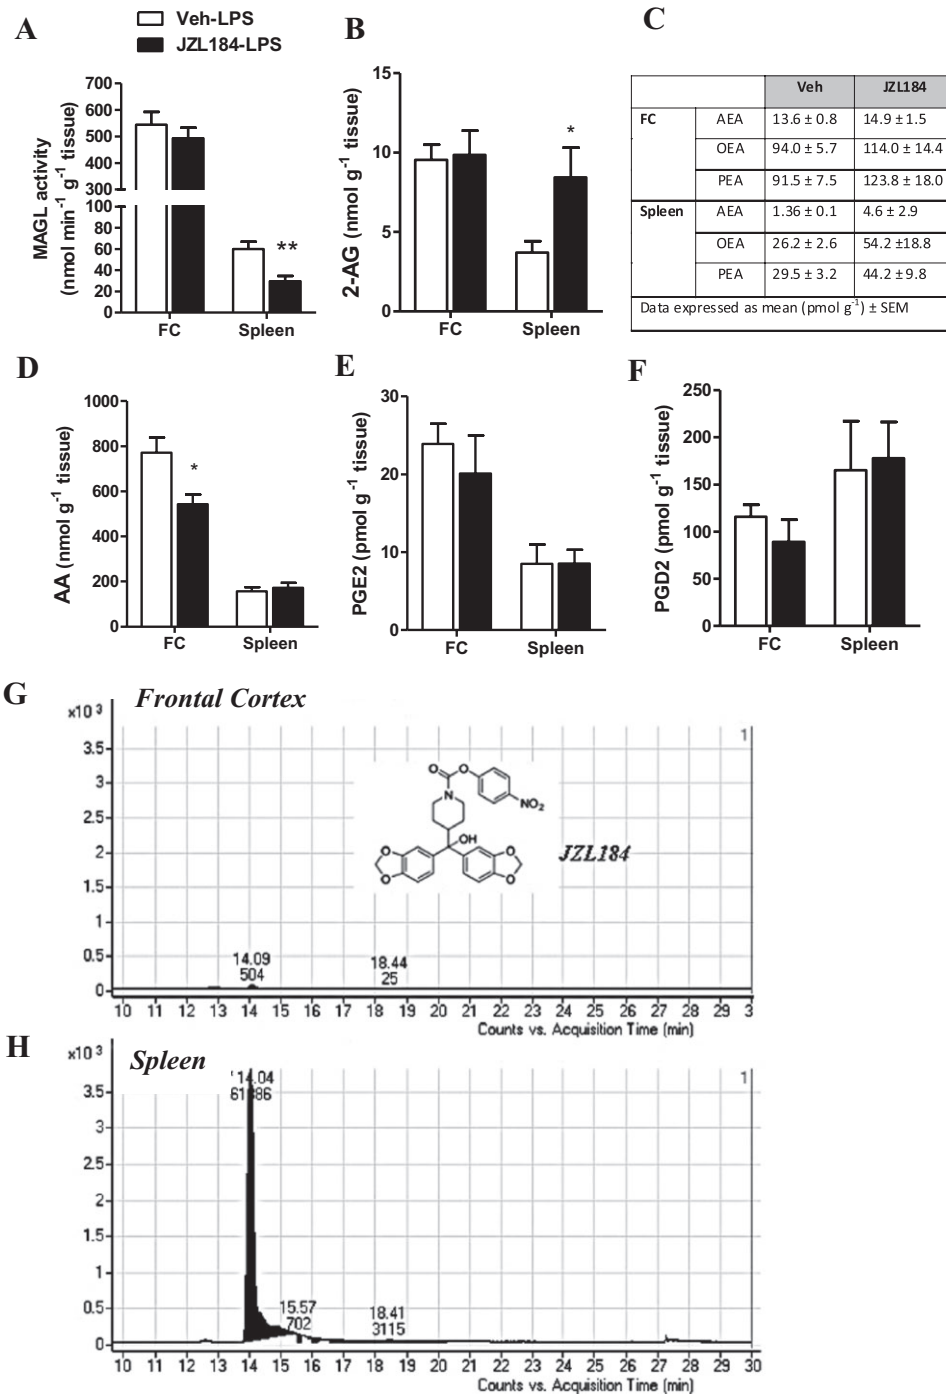 A
Veh-LPS
JZL184-LPS
MAGL activity
(nmol min⁻¹ g⁻¹ tissue)
700
600
500
400
300
100
80
60
40
20
0
**
FC
Spleen
B
2-AG (nmol g⁻¹ tissue)
15
10
5
0
*
FC
Spleen
C
Veh JZL184
FC AEA 13.6 ± 0.8 14.9 ± 1.5
OEA 94.0 ± 5.7 114.0 ± 14.4
PEA 91.5 ± 7.5 123.8 ± 18.0
Spleen AEA 1.36 ± 0.1 4.6 ± 2.9
OEA 26.2 ± 2.6 54.2 ±18.8
PEA 29.5 ± 3.2 44.2 ± 9.8
Data expressed as mean (pmol g⁻¹) ± SEM
D
AA (nmol g⁻¹ tissue)
1000
800
600
400
200
0
*
FC
Spleen
E
PGE2 (pmol g⁻¹ tissue)
30
20
10
0
FC
Spleen
F
PGD2 (pmol g⁻¹ tissue)
250
200
150
100
50
0
FC
Spleen
G
Frontal Cortex
x10 3
1
3.5
3
2.5
2
1.5
1
0.5
0
O
O
N
NO₂
OH
O
O
O
O
JZL184
14.09
504
18.44
25
10 11 12 13 14 15 16 17 18 19 20 21 22 23 24 25 26 27 28 29 3
Counts vs. Acquisition Time (min)
H
Spleen
x10 3
1
3.5
3
2.5
2
1.5
1
0.5
0
14.04
15.57
702
18.41
3115
10 11 12 13 14 15 16 17 18 19 20 21 22 23 24 25 26 27 28 29 30
Counts vs. Acquisition Time (min)